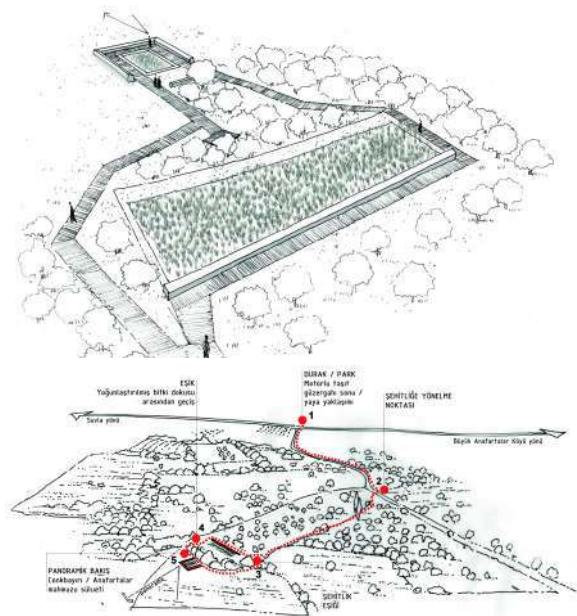 EŞİK
Yoğunlaştırılmış bitki dokusu
arasından geçiş
DURAK / PARK
Motorlu taşıt
güzergahı sonu /
yaya yaklaşımı
ŞEHİTLİĞE YÖNELME
NOKTASI
1
Suvla yönü
Büyük Anafartalar Köyü yönü
2
4
5
3
PANORAMİK BAKIŞ
Conkbayırı / Anafartalar
mahmuzu silueti
ŞEHİTLİK
EŞİĞİ